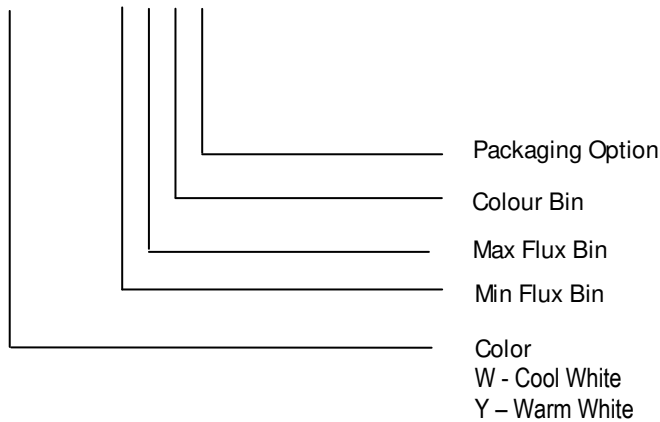 Packaging Option
Colour Bin
Max Flux Bin
Min Flux Bin
Color
W - Cool White
Y – Warm White